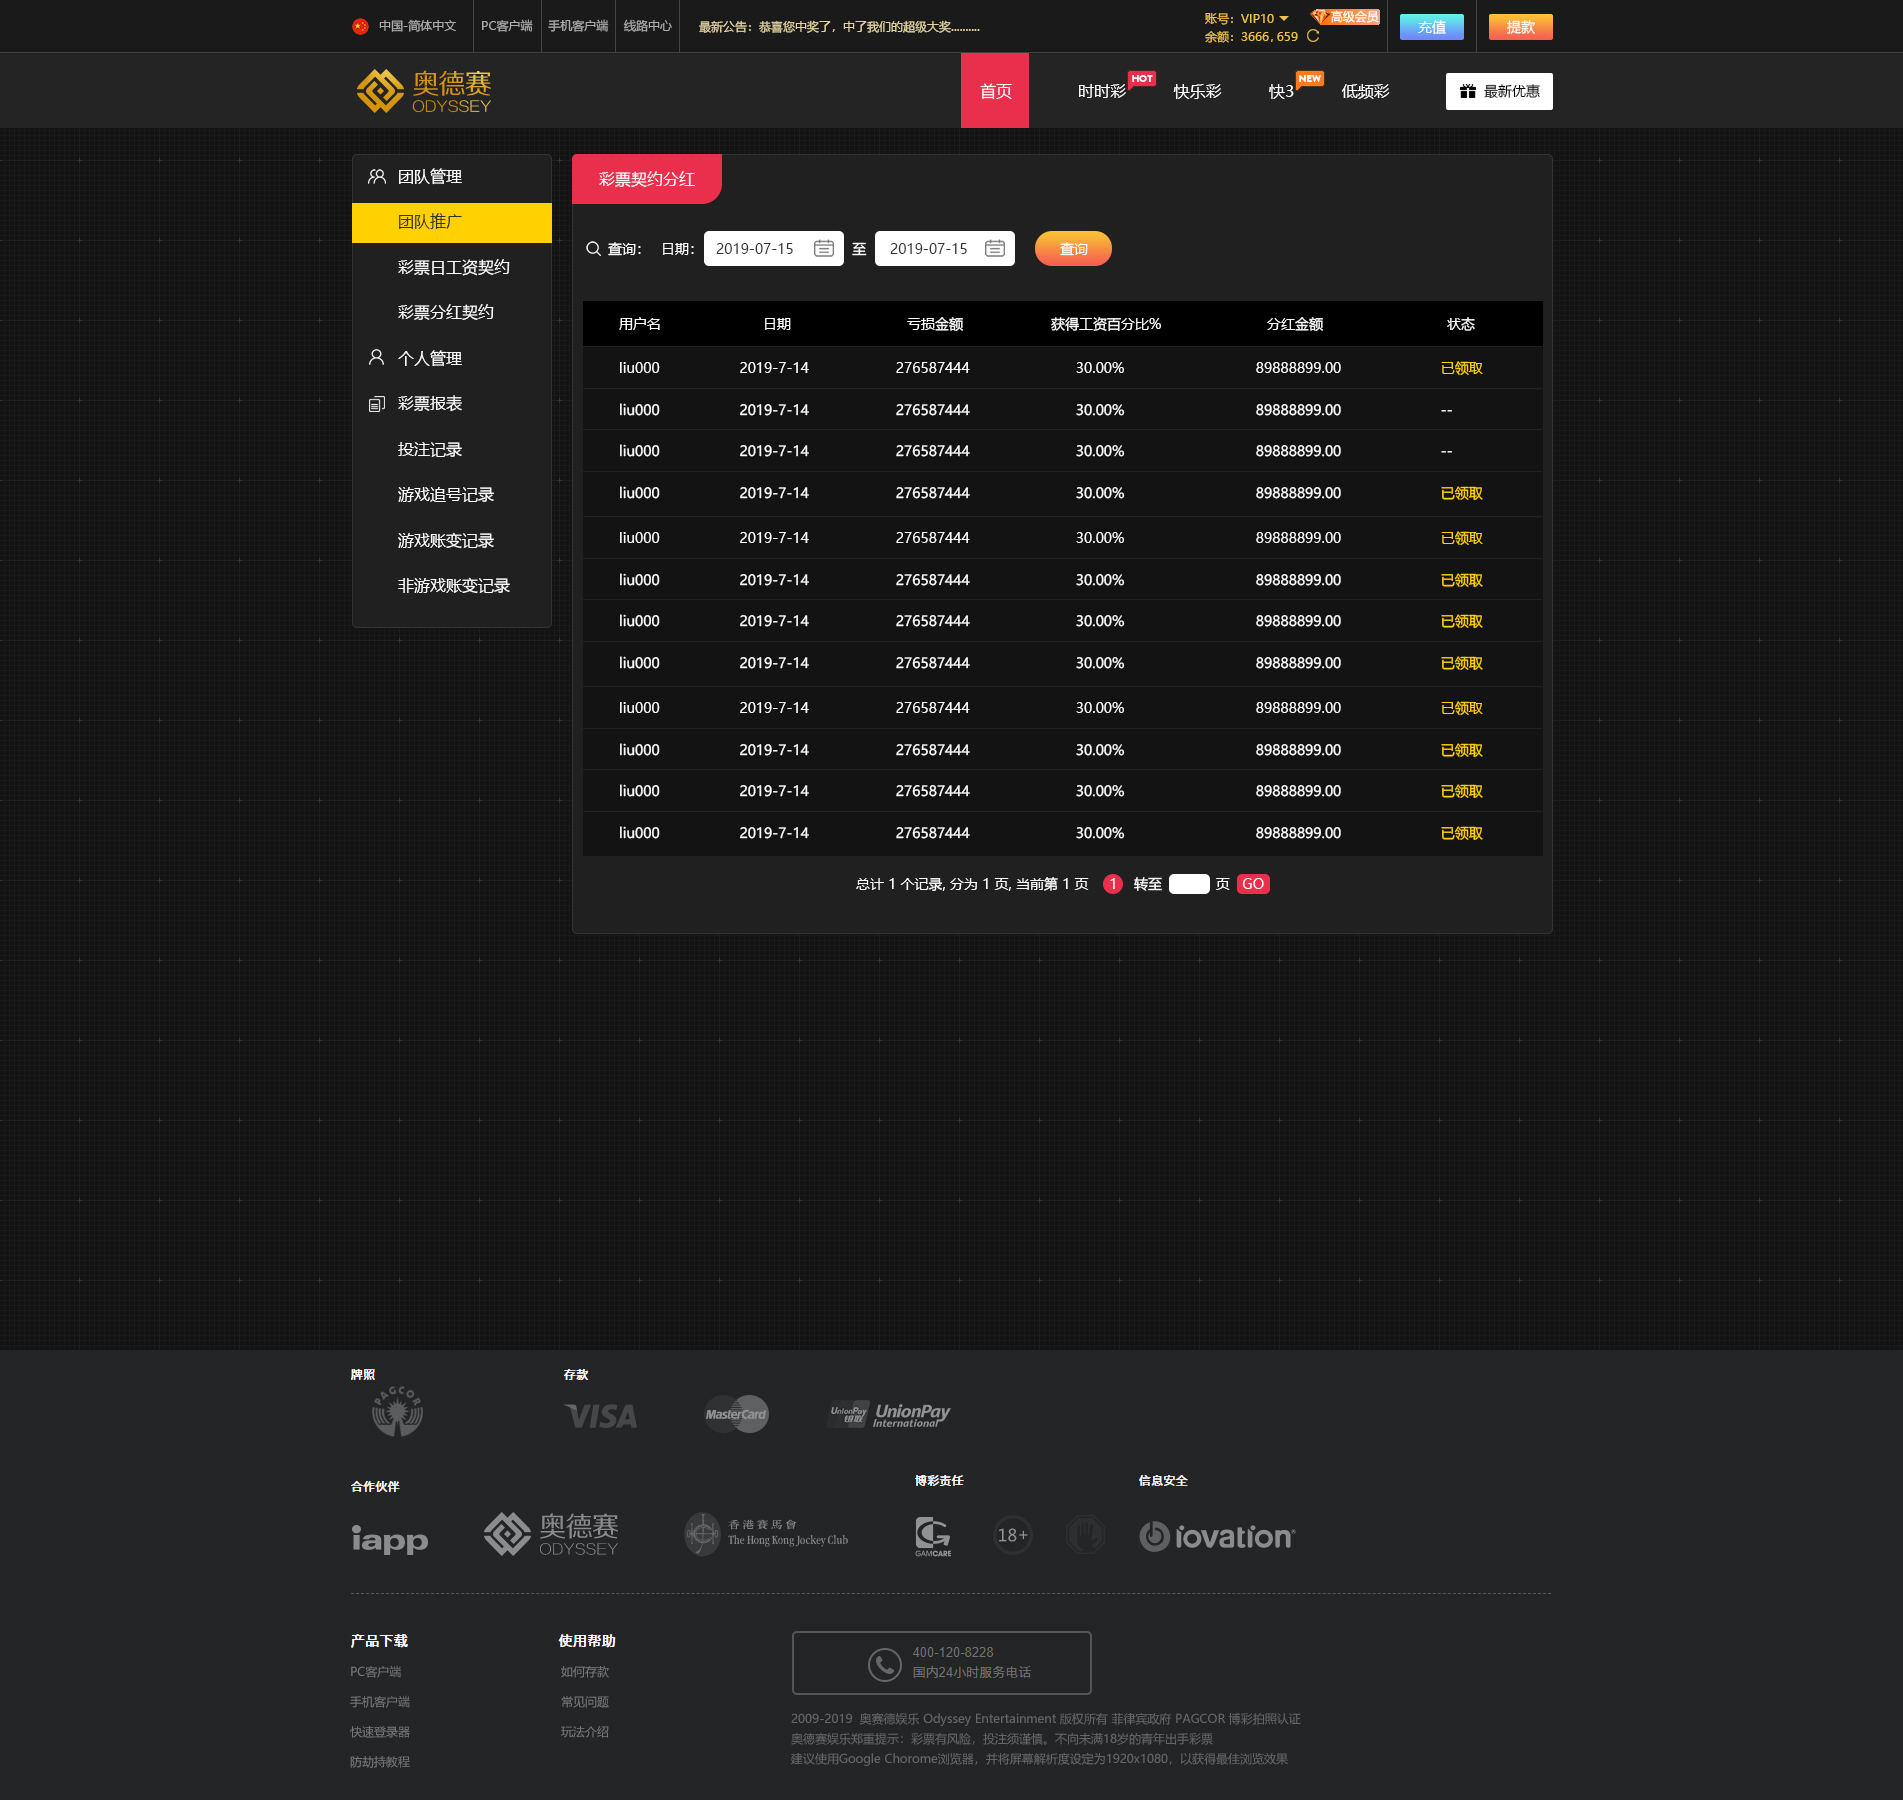 中国-简体中文 PC客户端 手机客户端 线路中心 最新公告：恭喜您中奖了，中了我们的超级大奖..........
账号：VIP10 高级会员 充值 提款
余额：3666,659
奥德赛 ODYSSEY
首页 时时彩 HOT 快乐彩 快3 NEW 低频彩 最新优惠
团队管理
团队推广
彩票日工资契约
彩票分红契约
个人管理
彩票报表
投注记录
游戏追号记录
游戏账变记录
非游戏账变记录
彩票契约分红
查询： 日期： 2019-07-15 至 2019-07-15 查询
用户名 日期 亏损金额 获得工资百分比% 分红金额 状态
liu000 2019-7-14 276587444 30.00% 89888899.00 已领取
liu000 2019-7-14 276587444 30.00% 89888899.00 --
liu000 2019-7-14 276587444 30.00% 89888899.00 --
liu000 2019-7-14 276587444 30.00% 89888899.00 已领取
liu000 2019-7-14 276587444 30.00% 89888899.00 已领取
liu000 2019-7-14 276587444 30.00% 89888899.00 已领取
liu000 2019-7-14 276587444 30.00% 89888899.00 已领取
liu000 2019-7-14 276587444 30.00% 89888899.00 已领取
liu000 2019-7-14 276587444 30.00% 89888899.00 已领取
liu000 2019-7-14 276587444 30.00% 89888899.00 已领取
liu000 2019-7-14 276587444 30.00% 89888899.00 已领取
liu000 2019-7-14 276587444 30.00% 89888899.00 已领取
总计 1 个记录, 分为 1 页, 当前第 1 页 1 转至 页 GO
牌照 存款
PAGCOR VISA MasterCard UnionPay 银联 UnionPay International
合作伙伴 博彩责任 信息安全
iapp 奥德赛 ODYSSEY 香港賽馬會 The Hong Kong Jockey Club GAMCARE 18+ iovation
产品下载 使用帮助
PC客户端 如何存款
手机客户端 常见问题
快速登录器 玩法介绍
防劫持教程
400-120-8228
国内24小时服务电话
2009-2019 奥赛德娱乐 Odyssey Entertainment 版权所有 菲律宾政府 PAGCOR 博彩拍照认证
奥德赛娱乐郑重提示：彩票有风险，投注须谨慎。不向未满18岁的青年出手彩票
建议使用Google Chorome浏览器，并将屏幕解析度设定为1920x1080，以获得最佳浏览效果